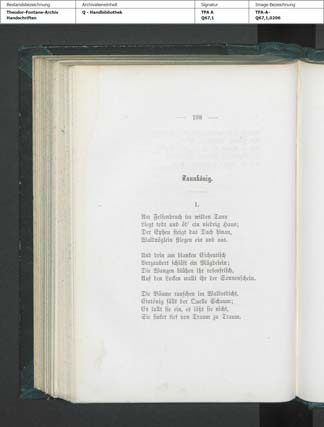 Bestandsbezeichnung Archivalieneinheit Signatur Image-Bezeichnung
Theodor-Fontane-Archiv Q - Handbibliothek TFA A TFA-A-
Handschriften Q67,1 Q67,1,0206
— 198 —
Tannkönig.
1.
Am Felsenbruch im wilden Tann
Liegt todt und öd' ein niedrig Haus;
Der Epheu steigt das Dach hinan,
Waldvöglein fliegen ein und aus.
Und drin am blanken Eichentisch
Verzaubert schläft ein Mägdelein;
Die Wangen blühen ihr rosenfrisch,
Auf den Locken wallt ihr der Sonnenschein.
Die Bäume rauschen im Waldesdicht,
Eintönig fällt der Quelle Schaum;
Es lullt sie ein, es läßt sie nicht,
Sie sinket tief von Traum zu Traum.